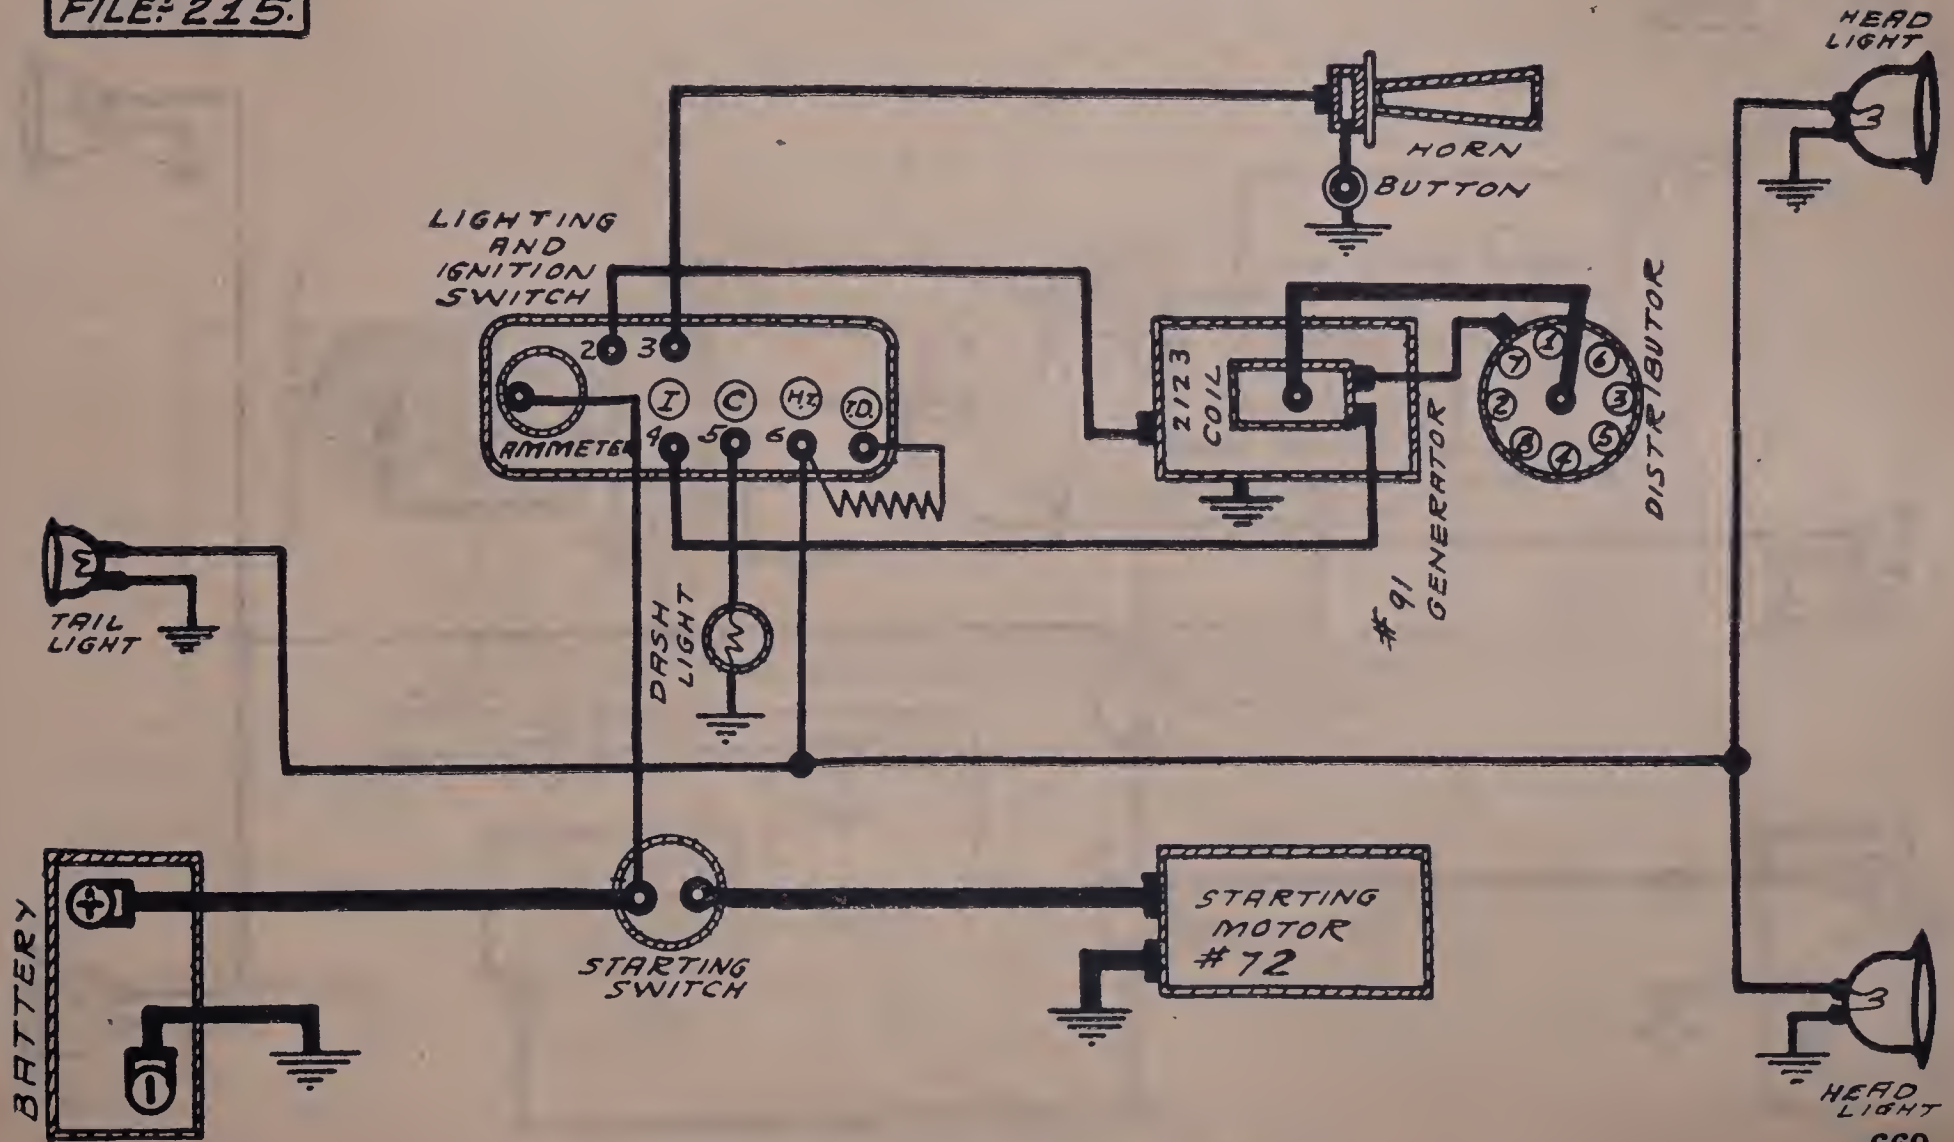 FILE:- 215.
HEAD
LIGHT
HORN
BUTTON
LIGHTING
AND
IGNITION
SWITCH
2 3
I C H.T. T.D.
4 5 6
AMMETER
2123
COIL
# 91
GENERATOR
1
6
3
5
4
8
2
7
DISTRIBUTOR
TAIL
LIGHT
DASH
LIGHT
BATTERY
+
STARTING
SWITCH
STARTING
MOTOR
# 72
HEAD
LIGHT